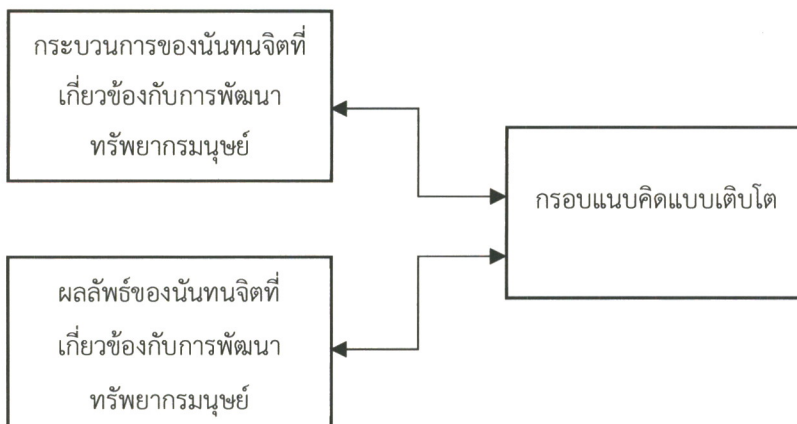 กระบวนการของนันทนจิตที่
เกี่ยวข้องกับการพัฒนา
ทรัพยากรมนุษย์
กรอบแนบคิดแบบเติบโต
ผลลัพธ์ของนันทนจิตที่
เกี่ยวข้องกับการพัฒนา
ทรัพยากรมนุษย์